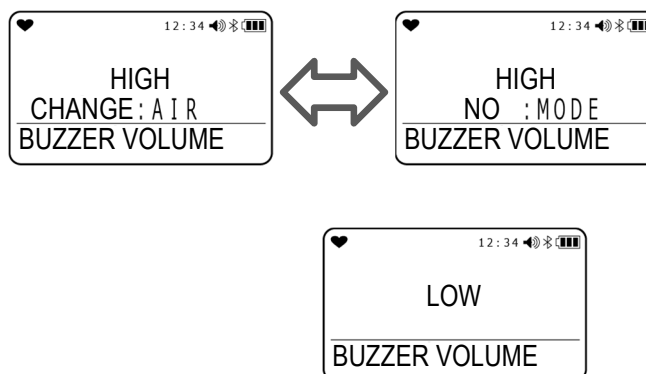 12:34
HIGH
CHANGE:AIR
BUZZER VOLUME
12:34
HIGH
NO :MODE
BUZZER VOLUME
12:34
LOW
BUZZER VOLUME